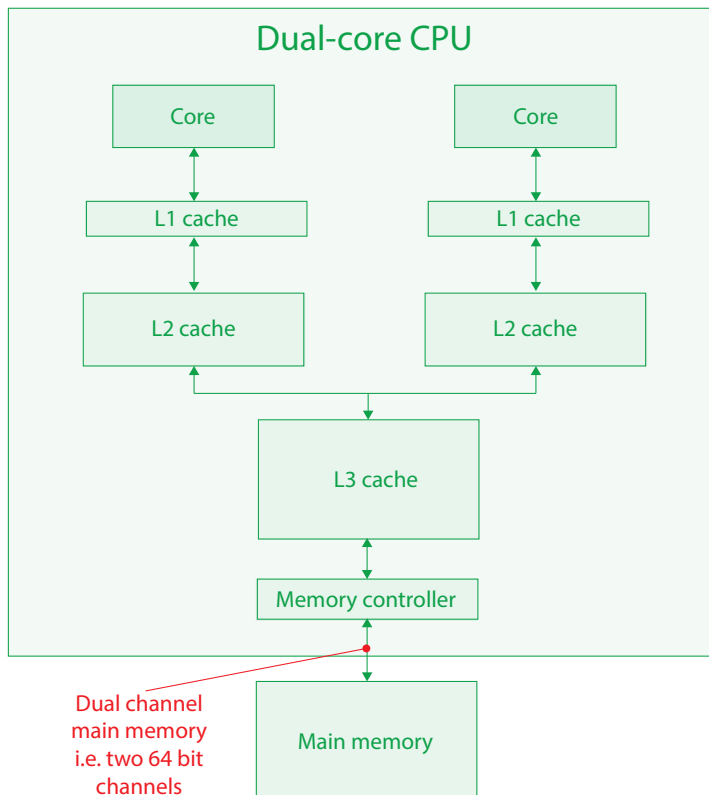 Dual-core CPU
Core
Core
L1 cache
L1 cache
L2 cache
L2 cache
L3 cache
Memory controller
Dual channel
main memory
i.e. two 64 bit
channels
Main memory